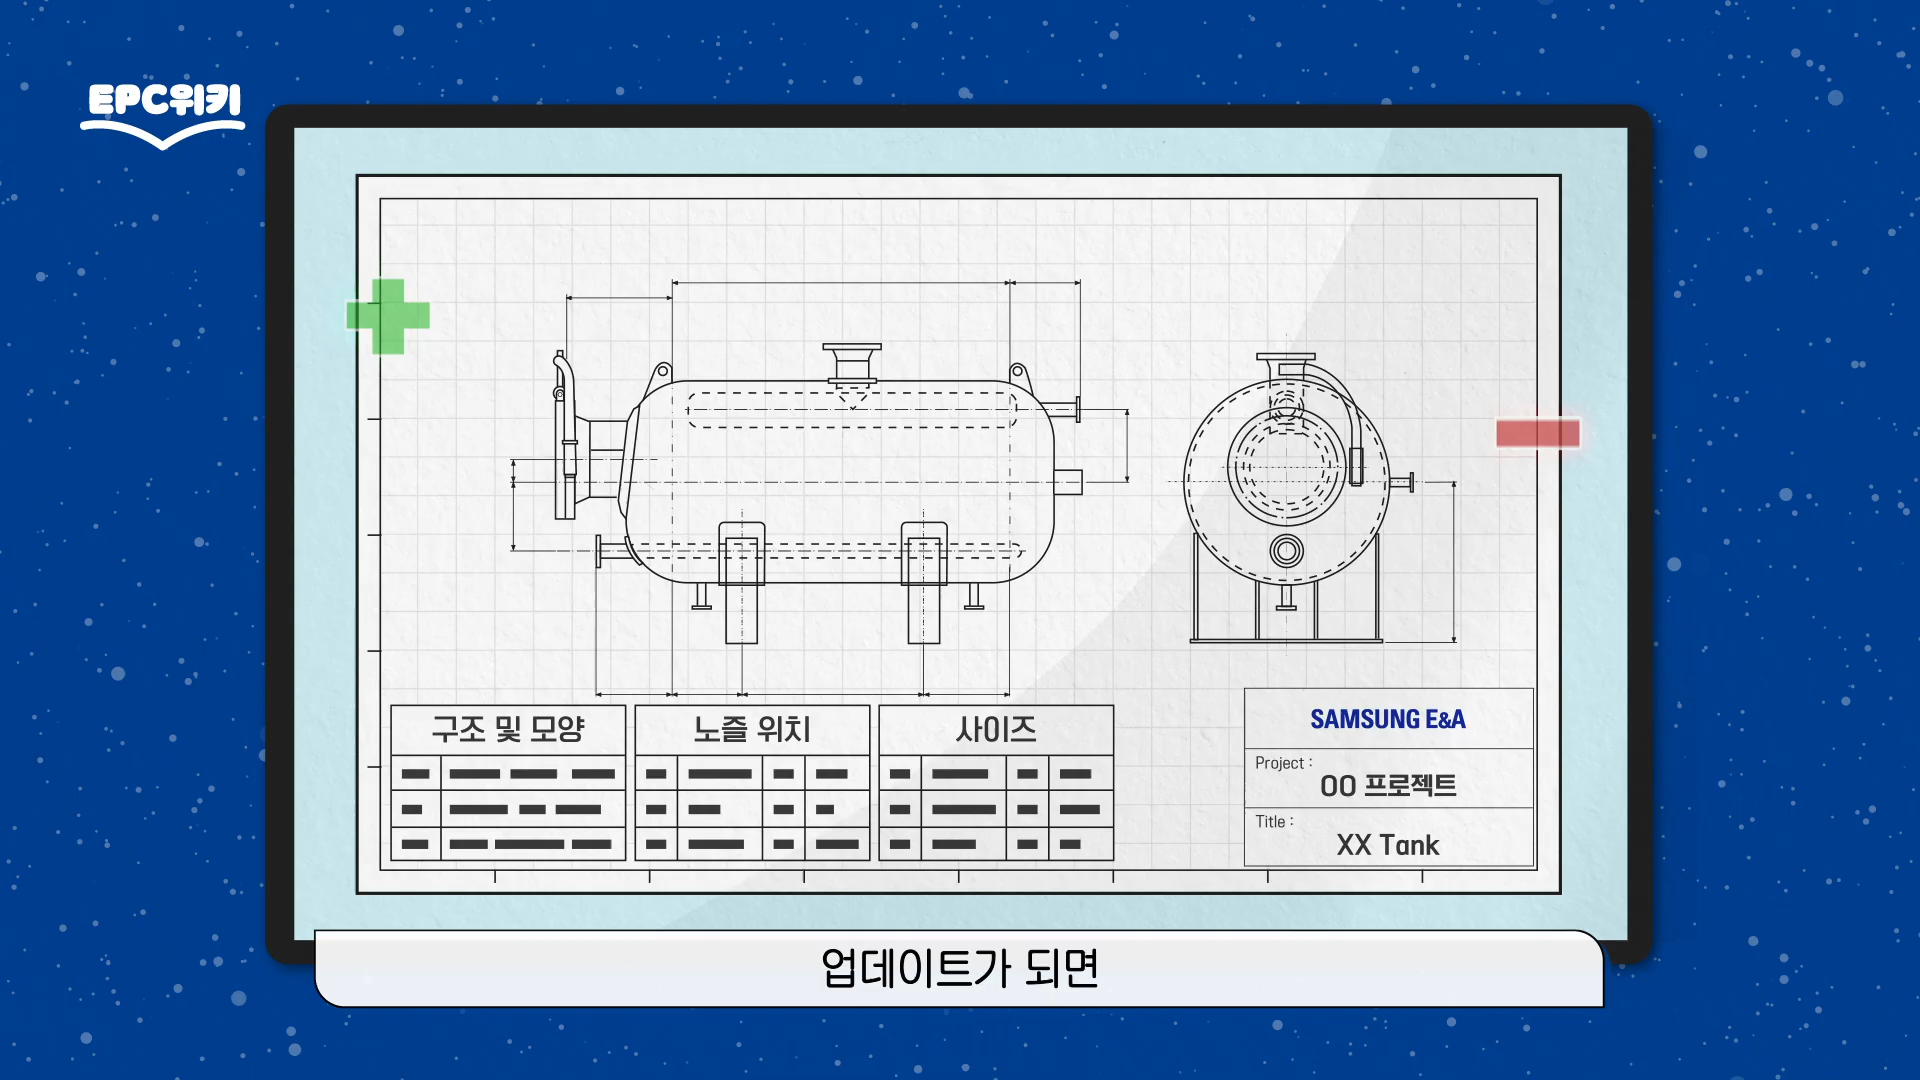 EPC위키
구조 및 모양
노즐 위치
사이즈
SAMSUNG E&A
Project :
OO 프로젝트
Title :
XX Tank
업데이트가 되면